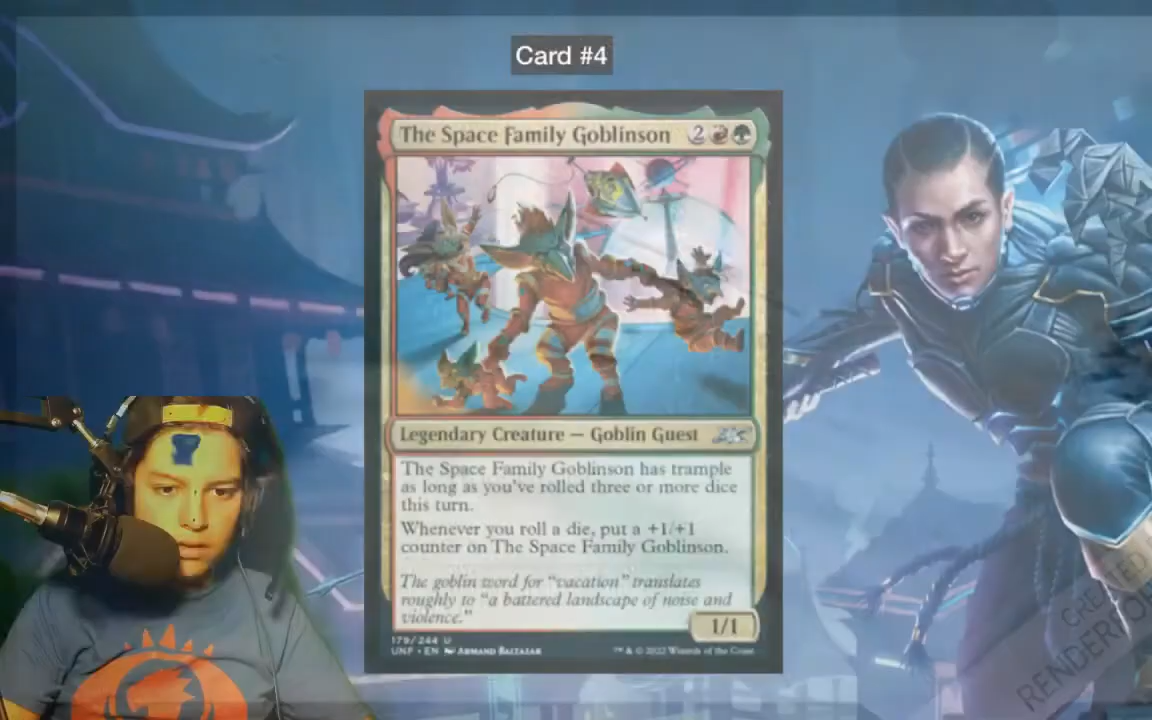 Card #4
The Space Family Goblinson 2
Legendary Creature — Goblin Guest
The Space Family Goblinson has trample
as long as you've rolled three or more dice
this turn.
Whenever you roll a die, put a +1/+1
counter on The Space Family Goblinson.
The goblin word for "vacation" translates
roughly to "a battered landscape of noise and
violence."
1/1
179/244 U
UNF • EN Armand Baltazar
™ & © 2022 Wizards of the Coast